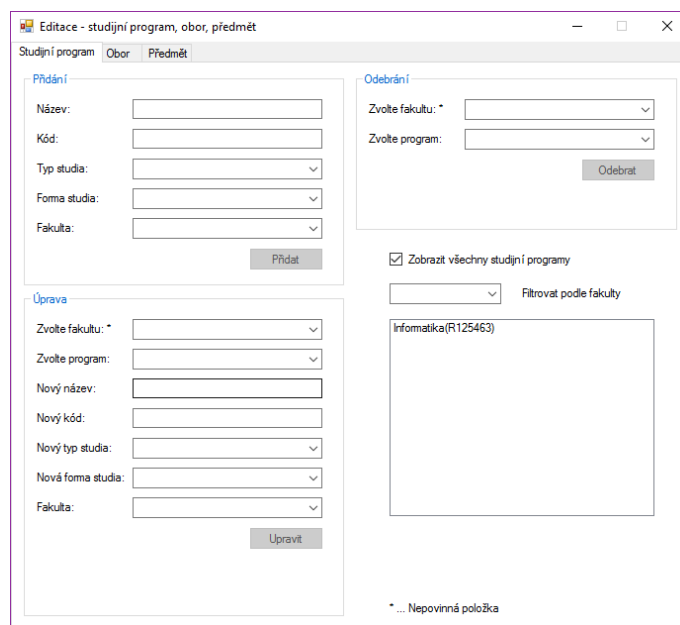 Editace - studijní program, obor, předmět
Studijní program Obor Předmět
Přidání
Název:
Kód:
Typ studia:
Forma studia:
Fakulta:
Přidat
Úprava
Zvolte fakultu: *
Zvolte program:
Nový název:
Nový kód:
Nový typ studia:
Nová forma studia:
Fakulta:
Upravit
Odebrání
Zvolte fakultu: *
Zvolte program:
Odebrat
Zobrazit všechny studijní programy
Filtrovat podle fakulty
Informatika(R125463)
* ... Nepovinná položka